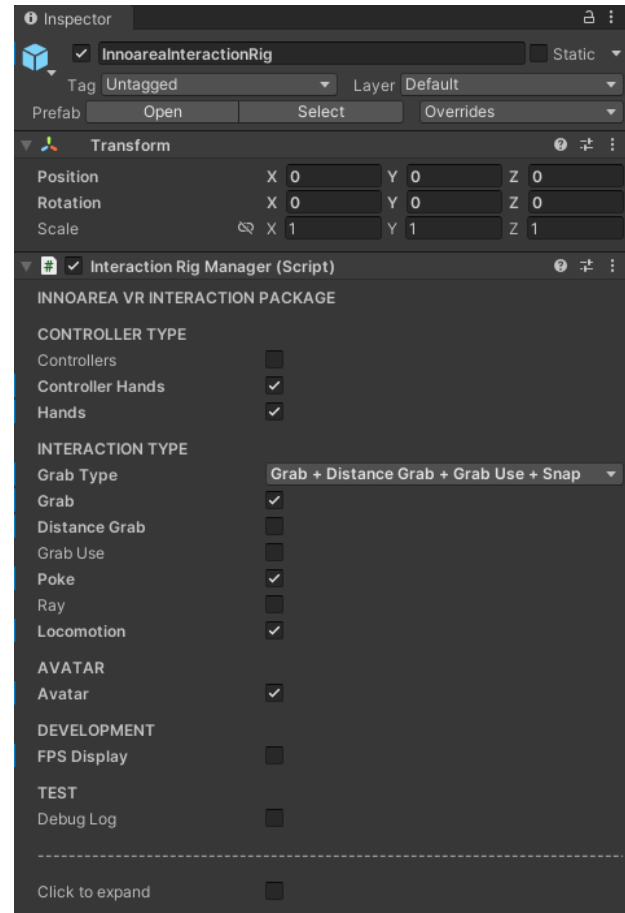 Inspector
InnoareaInteractionRig Static
Tag Untagged Layer Default
Prefab Open Select Overrides
Transform
Position X 0 Y 0 Z 0
Rotation X 0 Y 0 Z 0
Scale X 1 Y 1 Z 1
# Interaction Rig Manager (Script)
INNOAREA VR INTERACTION PACKAGE
CONTROLLER TYPE
Controllers
Controller Hands
Hands
INTERACTION TYPE
Grab Type Grab + Distance Grab + Grab Use + Snap
Grab
Distance Grab
Grab Use
Poke
Ray
Locomotion
AVATAR
Avatar
DEVELOPMENT
FPS Display
TEST
Debug Log
Click to expand